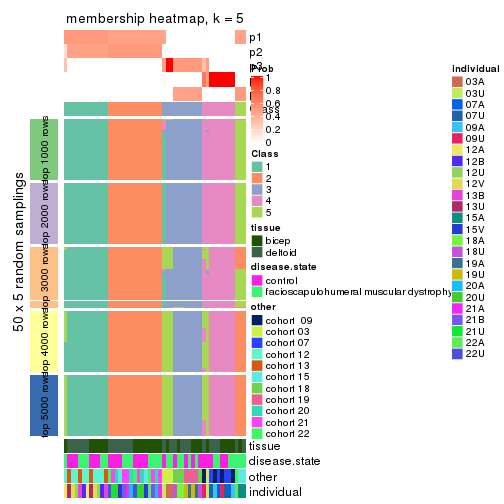 membership heatmap, k = 5
p1
p2
p3
Prob
1
0.8
0.6
0.4
0.2
0
Class
1
2
3
4
5
tissue
bicep
deltoid
disease.state
control
facioscapulohumeral muscular dystrophy
other
cohort 09
cohort 03
cohort 07
cohort 12
cohort 13
cohort 15
cohort 18
cohort 19
cohort 20
cohort 21
cohort 22
individual
03A
03U
07A
07U
09A
09U
12A
12B
12U
12V
13B
13U
15A
15V
18A
18U
19A
19U
20A
20U
21A
21B
21U
22A
22U
50 x 5 random samplings
top 1000 rows
top 2000 rows
top 3000 rows
top 4000 rows
top 5000 rows
tissue
disease.state
other
individual